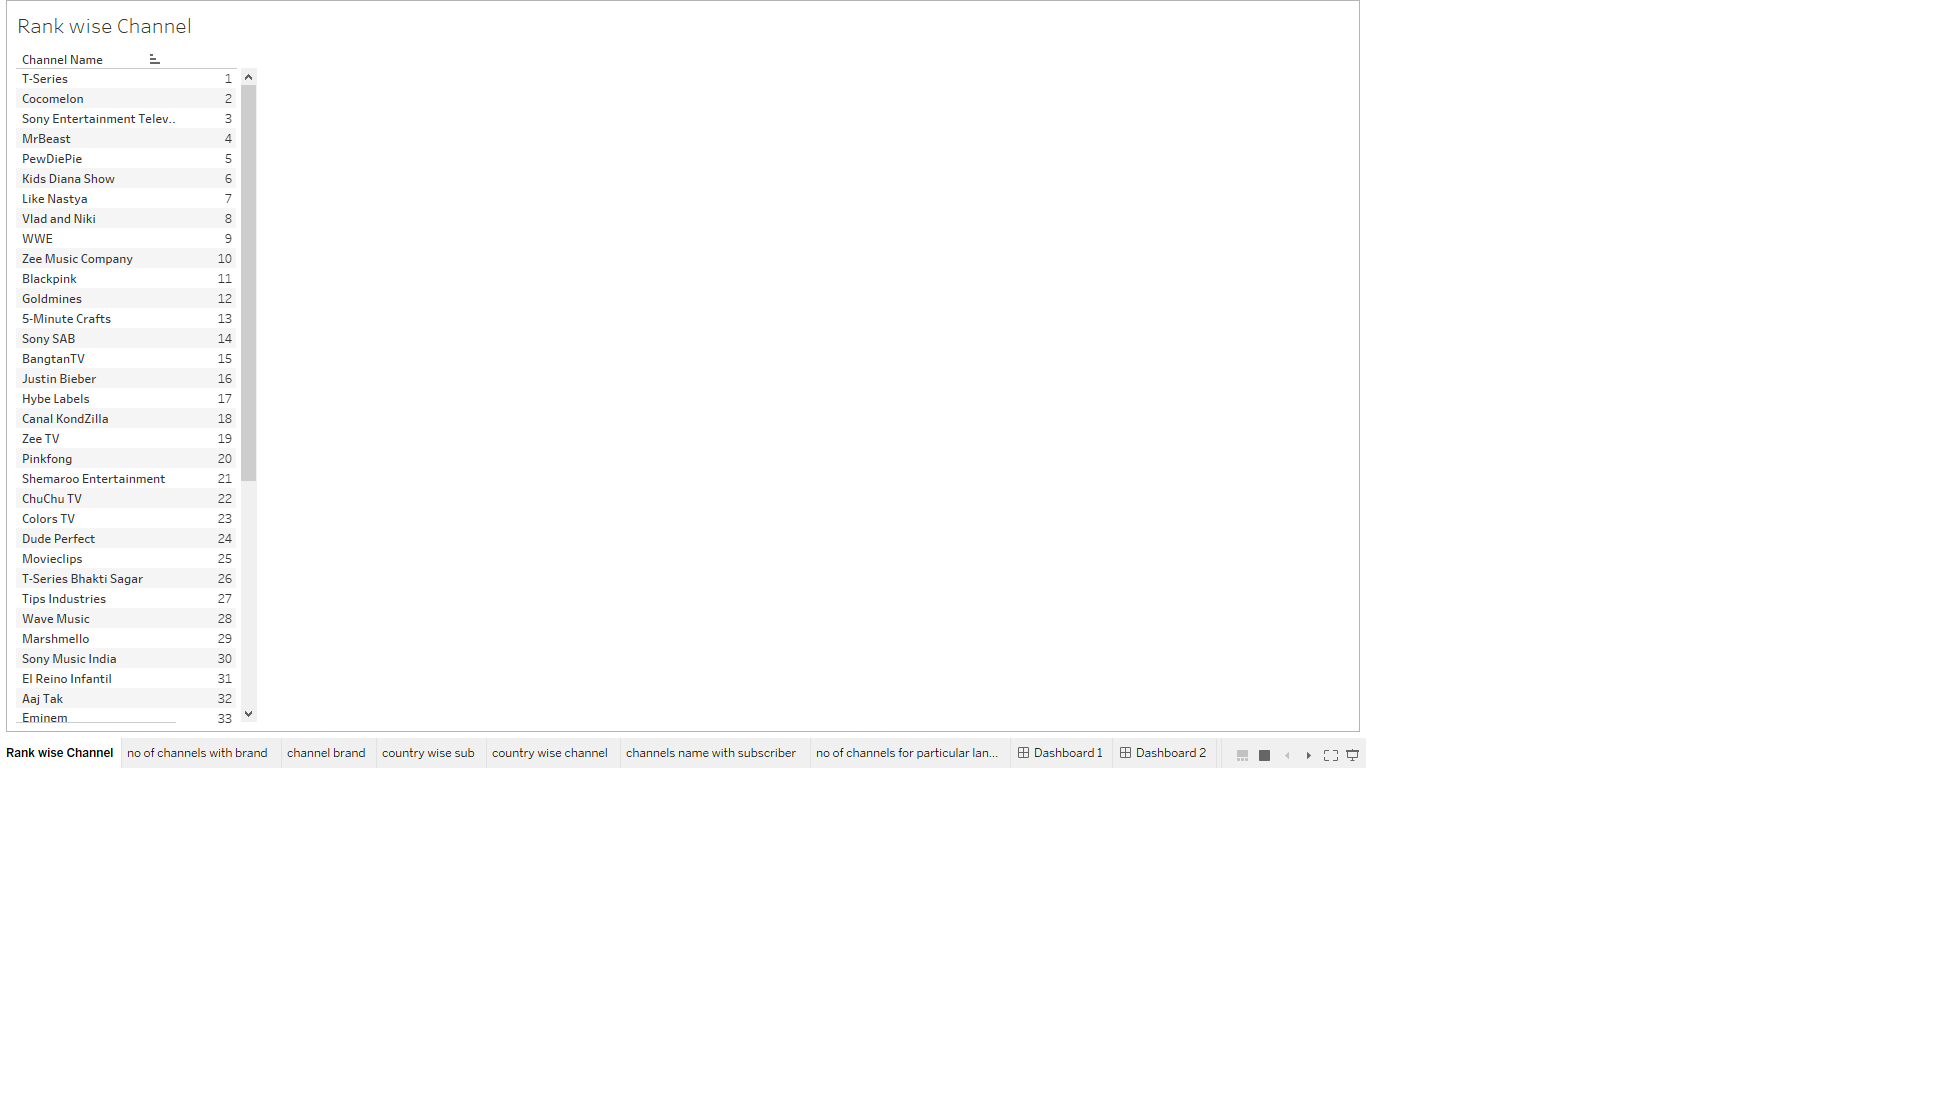 Rank wise Channel
Channel Name
T-Series 1
Cocomelon 2
Sony Entertainment Telev.. 3
MrBeast 4
PewDiePie 5
Kids Diana Show 6
Like Nastya 7
Vlad and Niki 8
WWE 9
Zee Music Company 10
Blackpink 11
Goldmines 12
5-Minute Crafts 13
Sony SAB 14
BangtanTV 15
Justin Bieber 16
Hybe Labels 17
Canal KondZilla 18
Zee TV 19
Pinkfong 20
Shemaroo Entertainment 21
ChuChu TV 22
Colors TV 23
Dude Perfect 24
Movieclips 25
T-Series Bhakti Sagar 26
Tips Industries 27
Wave Music 28
Marshmello 29
Sony Music India 30
El Reino Infantil 31
Aaj Tak 32
Eminem 33
Rank wise Channel no of channels with brand channel brand country wise sub country wise channel channels name with subscriber no of channels for particular lan... Dashboard 1 Dashboard 2